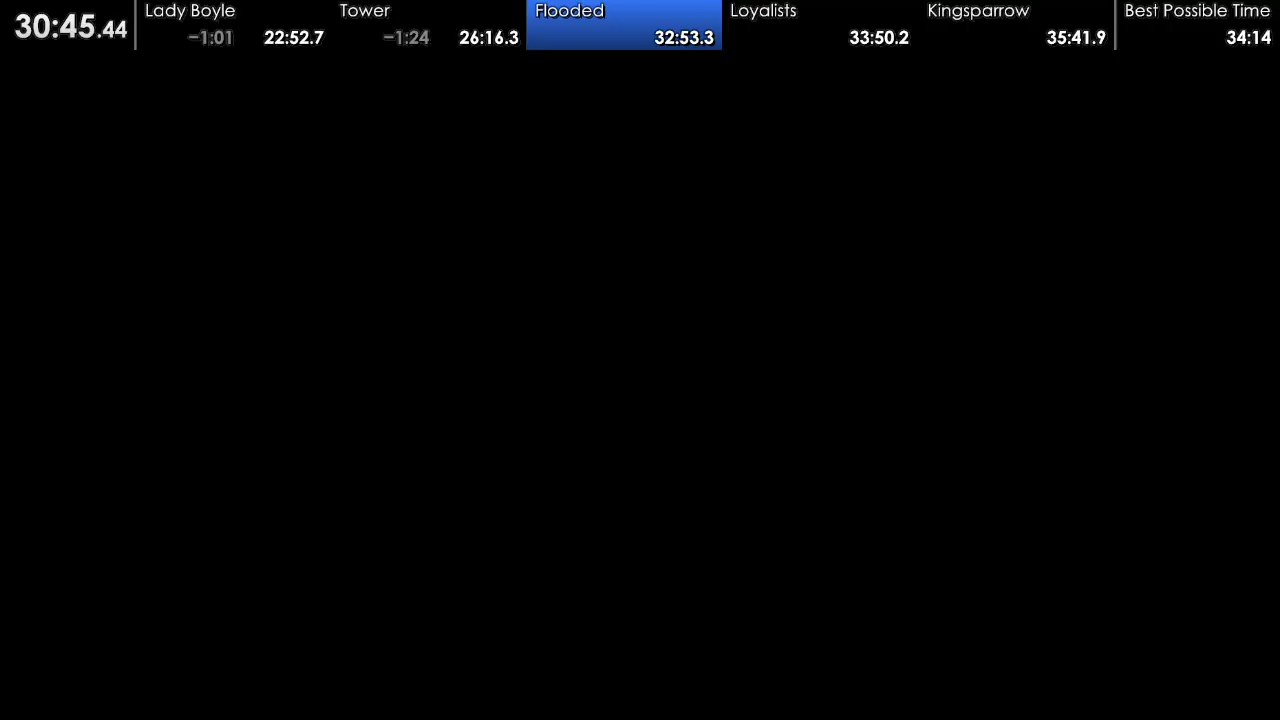 30:45.44
Lady Boyle
−1:01 22:52.7
Tower
−1:24 26:16.3
Flooded
32:53.3
Loyalists
33:50.2
Kingsparrow
35:41.9
Best Possible Time
34:14